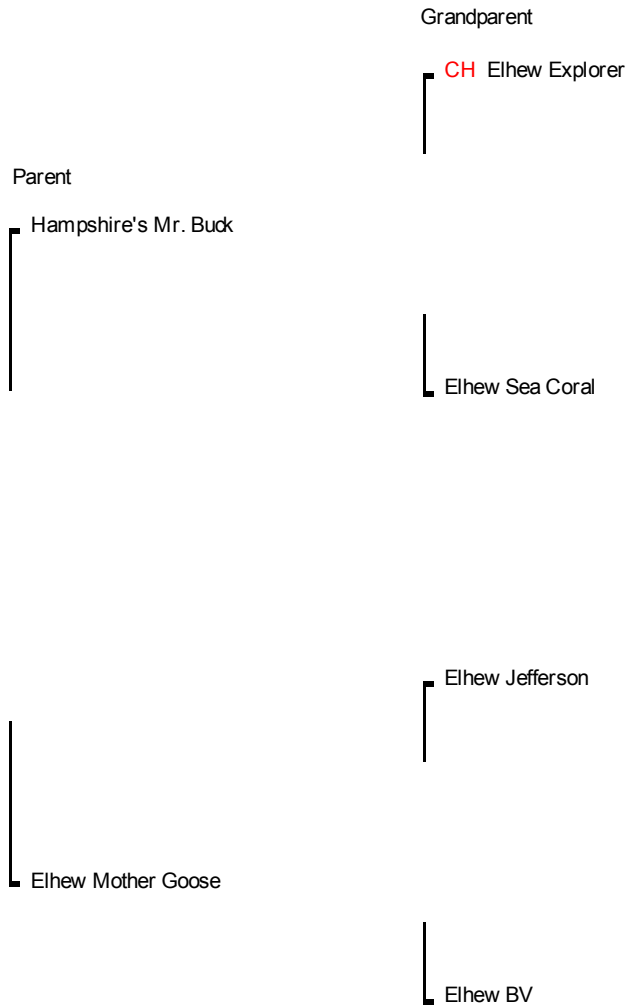 Grandparent
CH Elhew Explorer
Parent
Hampshire's Mr. Buck
Elhew Sea Coral
Elhew Jefferson
Elhew Mother Goose
Elhew BV